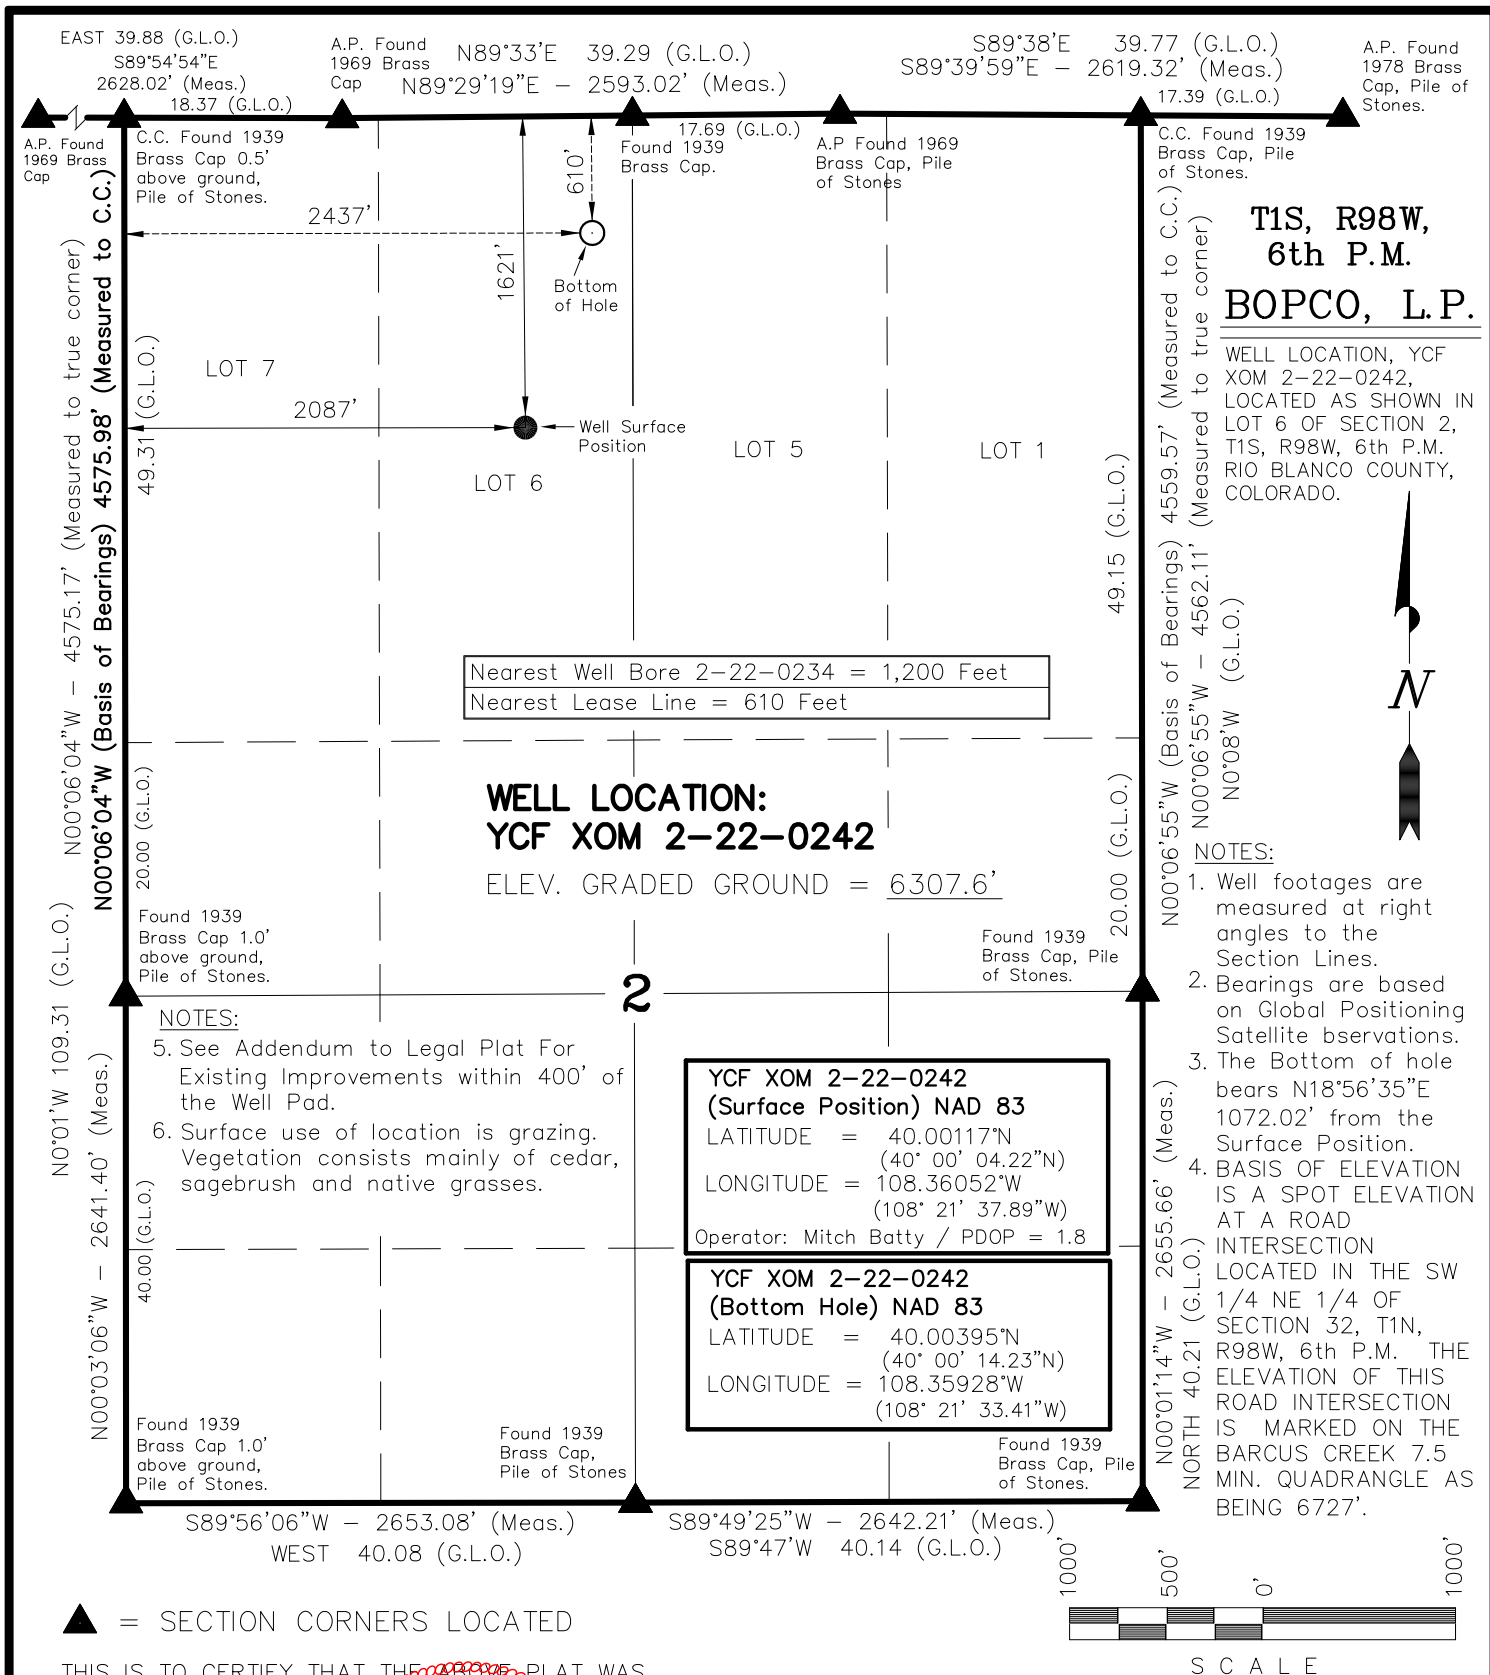 EAST 39.88 (G.L.O.)
S89°54'54"E
2628.02' (Meas.)
18.37 (G.L.O.)
A.P. Found
1969 Brass
Cap
N89°33'E 39.29 (G.L.O.)
N89°29'19"E – 2593.02' (Meas.)
S89°38'E 39.77 (G.L.O.)
S89°39'59"E – 2619.32' (Meas.)
17.39 (G.L.O.)
A.P. Found
1978 Brass
Cap, Pile of
Stones.
A.P. Found
1969 Brass
Cap
C.C. Found 1939
Brass Cap 0.5'
above ground,
Pile of Stones.
17.69 (G.L.O.)
Found 1939
Brass Cap.
A.P Found 1969
Brass Cap, Pile
of Stones
C.C. Found 1939
Brass Cap, Pile
of Stones.
610'
2437'
1621'
Bottom
of Hole
LOT 7
2087'
Well Surface
Position
LOT 6
LOT 5
LOT 1
T1S, R98W,
6th P.M.
BOPCO, L.P.
WELL LOCATION, YCF
XOM 2–22–0242,
LOCATED AS SHOWN IN
LOT 6 OF SECTION 2,
T1S, R98W, 6th P.M.
RIO BLANCO COUNTY,
COLORADO.
N
N00°06'04"W – 4575.17' (Measured to true corner)
N00°06'04"W (Basis of Bearings) 4575.98' (Measured to C.C.)
49.31 (G.L.O.)
20.00 (G.L.O.)
N0°01'W 109.31 (G.L.O.)
N00°03'06"W – 2641.40' (Meas.)
40.00 (G.L.O.)
49.15 (G.L.O.)
20.00 (G.L.O.)
N00°06'55"W (Basis of Bearings) 4559.57' (Measured to C.C.)
N00°06'55"W – 4562.11' (Measured to true corner)
N0°08'W (G.L.O.)
N00°01'14"W – 2655.66' (Meas.)
NORTH 40.21 (G.L.O.)
Nearest Well Bore 2–22–0234 = 1,200 Feet
Nearest Lease Line = 610 Feet
WELL LOCATION:
YCF XOM 2–22–0242
ELEV. GRADED GROUND = 6307.6'
Found 1939
Brass Cap 1.0'
above ground,
Pile of Stones.
Found 1939
Brass Cap, Pile
of Stones.
2
NOTES:
1. Well footages are
measured at right
angles to the
Section Lines.
2. Bearings are based
on Global Positioning
Satellite bservations.
3. The Bottom of hole
bears N18°56'35"E
1072.02' from the
Surface Position.
4. BASIS OF ELEVATION
IS A SPOT ELEVATION
AT A ROAD
INTERSECTION
LOCATED IN THE SW
1/4 NE 1/4 OF
SECTION 32, T1N,
R98W, 6th P.M. THE
ELEVATION OF THIS
ROAD INTERSECTION
IS MARKED ON THE
BARCUS CREEK 7.5
MIN. QUADRANGLE AS
BEING 6727'.
NOTES:
5. See Addendum to Legal Plat For
Existing Improvements within 400' of
the Well Pad.
6. Surface use of location is grazing.
Vegetation consists mainly of cedar,
sagebrush and native grasses.
YCF XOM 2–22–0242
(Surface Position) NAD 83
LATITUDE = 40.00117°N
(40° 00' 04.22"N)
LONGITUDE = 108.36052°W
(108° 21' 37.89"W)
Operator: Mitch Batty / PDOP = 1.8
YCF XOM 2–22–0242
(Bottom Hole) NAD 83
LATITUDE = 40.00395°N
(40° 00' 14.23"N)
LONGITUDE = 108.35928°W
(108° 21' 33.41"W)
Found 1939
Brass Cap 1.0'
above ground,
Pile of Stones.
Found 1939
Brass Cap,
Pile of Stones
Found 1939
Brass Cap, Pile
of Stones.
S89°56'06"W – 2653.08' (Meas.)
WEST 40.08 (G.L.O.)
S89°49'25"W – 2642.21' (Meas.)
S89°47'W 40.14 (G.L.O.)
1000' 500' 0' 1000'
SCALE
= SECTION CORNERS LOCATED
THIS IS TO CERTIFY THAT THE ABOVE PLAT WAS